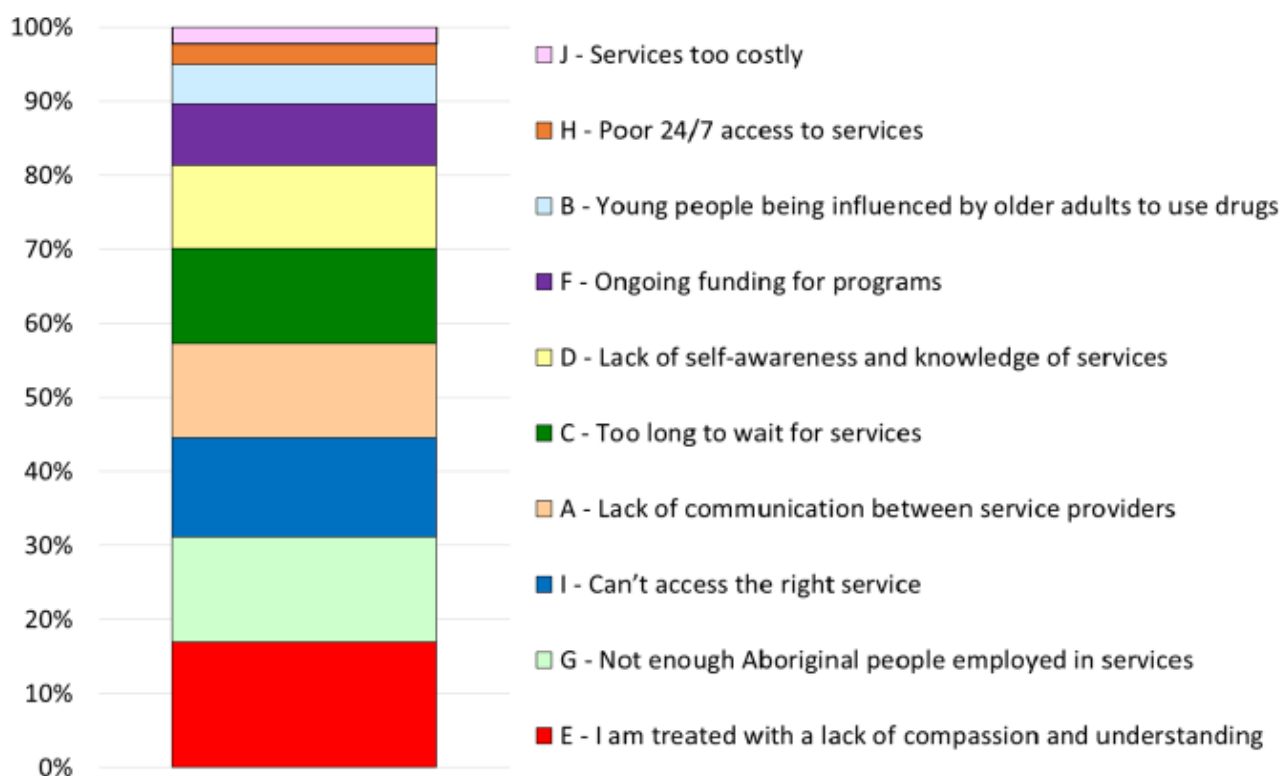 100%
90%
80%
70%
60%
50%
40%
30%
20%
10%
0%
J - Services too costly
H - Poor 24/7 access to services
B - Young people being influenced by older adults to use drugs
F - Ongoing funding for programs
D - Lack of self-awareness and knowledge of services
C - Too long to wait for services
A - Lack of communication between service providers
I - Can’t access the right service
G - Not enough Aboriginal people employed in services
E - I am treated with a lack of compassion and understanding